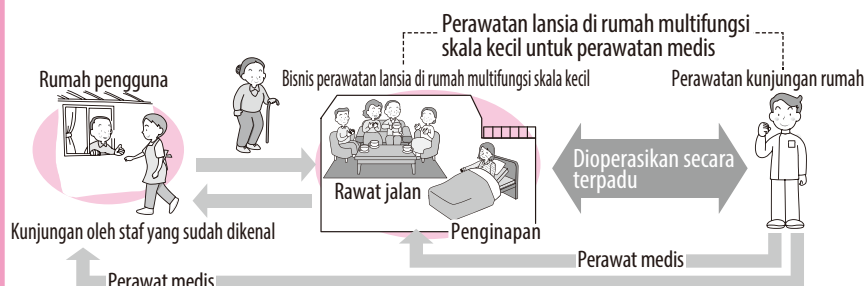 Perawatan lansia di rumah multifungsi
skala kecil untuk perawatan medis
Rumah pengguna
Bisnis perawatan lansia di rumah multifungsi skala kecil
Perawatan kunjungan rumah
Dioperasikan secara
terpadu
Rawat jalan
Kunjungan oleh staf yang sudah dikenal
Penginapan
Perawat medis
Perawat medis